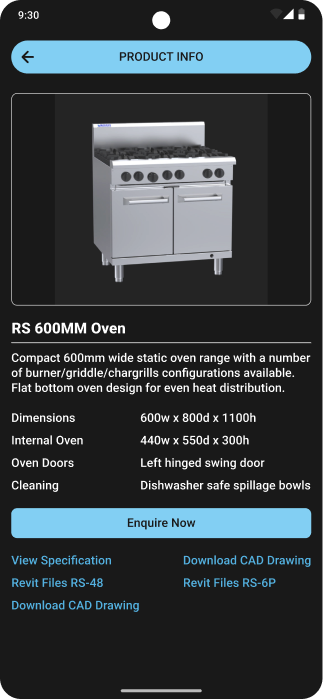 9:30
PRODUCT INFO
RS 600MM Oven
Compact 600mm wide static oven range with a number
of burner/griddle/chargrills configurations available.
Flat bottom oven design for even heat distribution.
Dimensions 600w x 800d x 1100h
Internal Oven 440w x 550d x 300h
Oven Doors Left hinged swing door
Cleaning Dishwasher safe spillage bowls
Enquire Now
View Specification Download CAD Drawing
Revit Files RS-48 Revit Files RS-6P
Download CAD Drawing